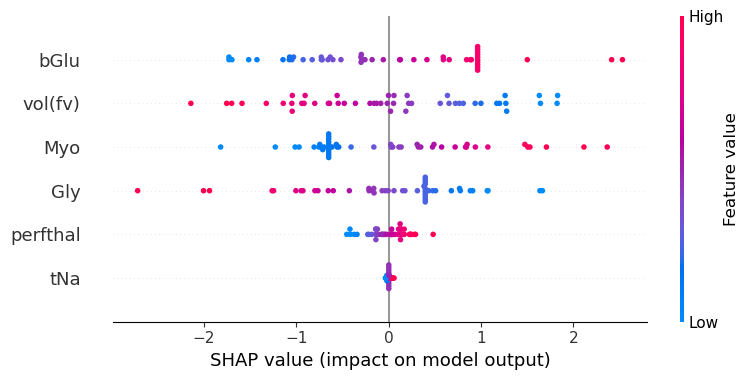 High
bGlu
vol(fv)
Myo
Gly
perfthal
tNa
Feature value
Low
−2
−1
0
1
2
SHAP value (impact on model output)